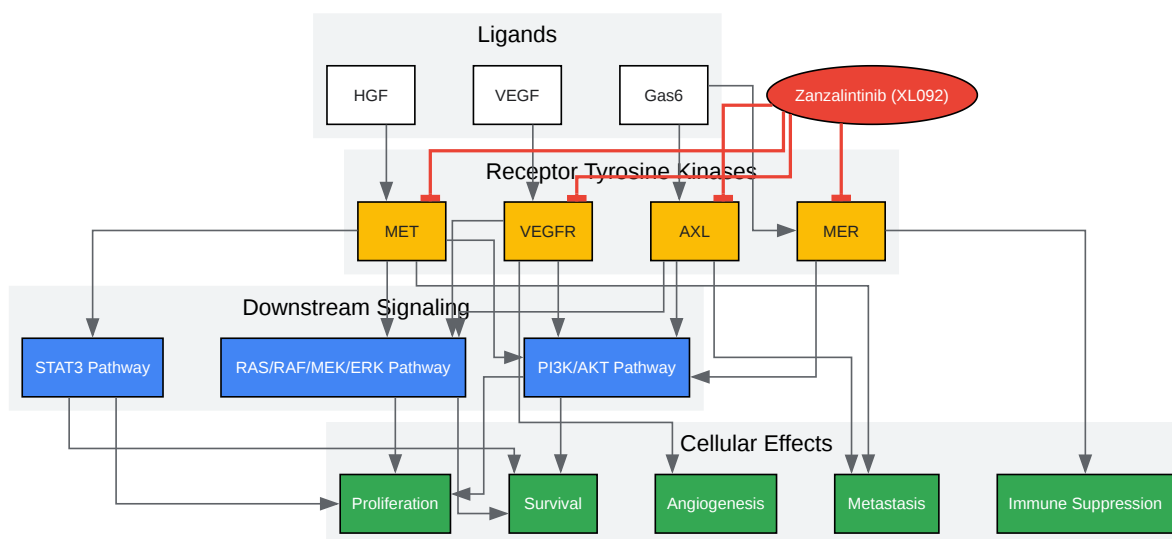 Ligands
HGF
VEGF
Gas6
Zanzalintinib (XL092)
Receptor Tyrosine Kinases
MET
VEGFR
AXL
MER
Downstream Signaling
STAT3 Pathway
RAS/RAF/MEK/ERK Pathway
PI3K/AKT Pathway
Cellular Effects
Proliferation
Survival
Angiogenesis
Metastasis
Immune Suppression